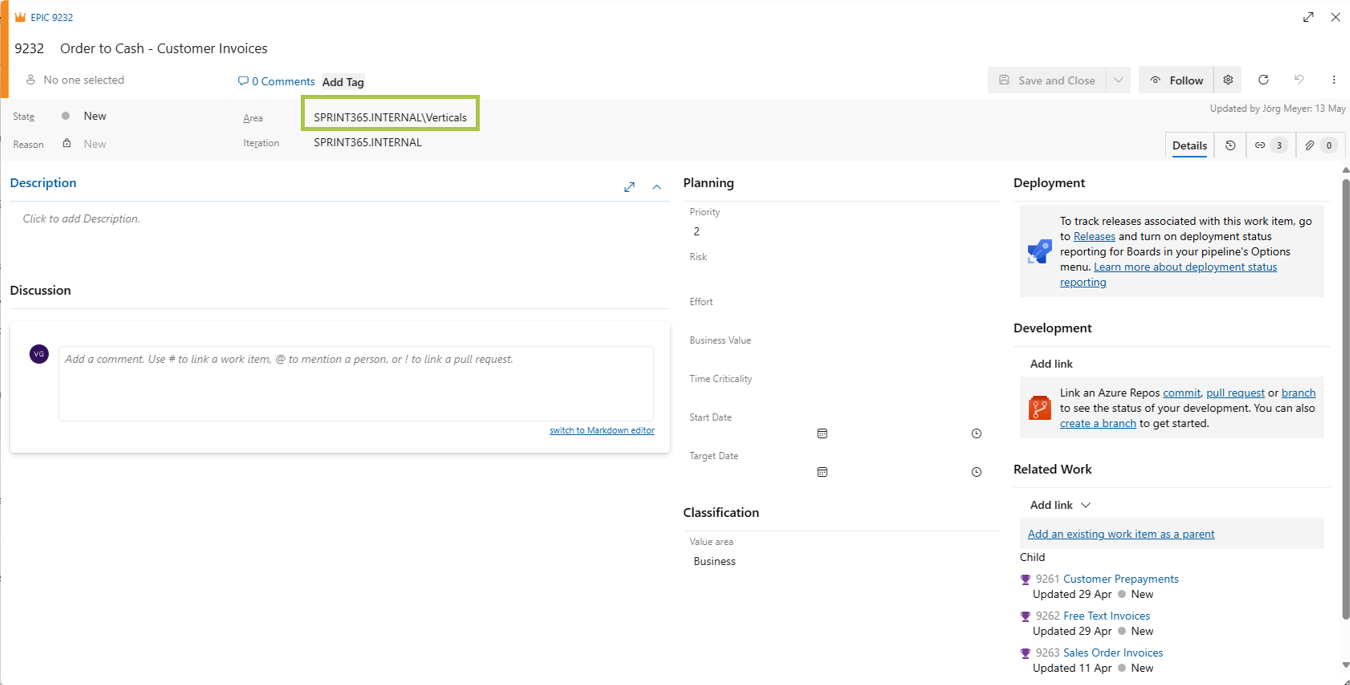 EPIC 9232
9232 Order to Cash - Customer Invoices
No one selected
0 Comments Add Tag
Save and Close
Follow
State New
Area SPRINT365.INTERNAL\Verticals
Updated by Jörg Meyer: 13 May
Reason New
Iteration SPRINT365.INTERNAL
Details
3
0
Description
Click to add Description.
Discussion
VG
Add a comment. Use # to link a work item, @ to mention a person, or ! to link a pull request.
switch to Markdown editor
Planning
Priority
2
Risk
Effort
Business Value
Time Criticality
Start Date
Target Date
Classification
Value area
Business
Deployment
To track releases associated with this work item, go
to Releases and turn on deployment status
reporting for Boards in your pipeline's Options
menu. Learn more about deployment status
reporting
Development
Add link
Link an Azure Repos commit, pull request or branch
to see the status of your development. You can also
create a branch to get started.
Related Work
Add link
Add an existing work item as a parent
Child
9261 Customer Prepayments
Updated 29 Apr New
9262 Free Text Invoices
Updated 29 Apr New
9263 Sales Order Invoices
Updated 11 Apr New